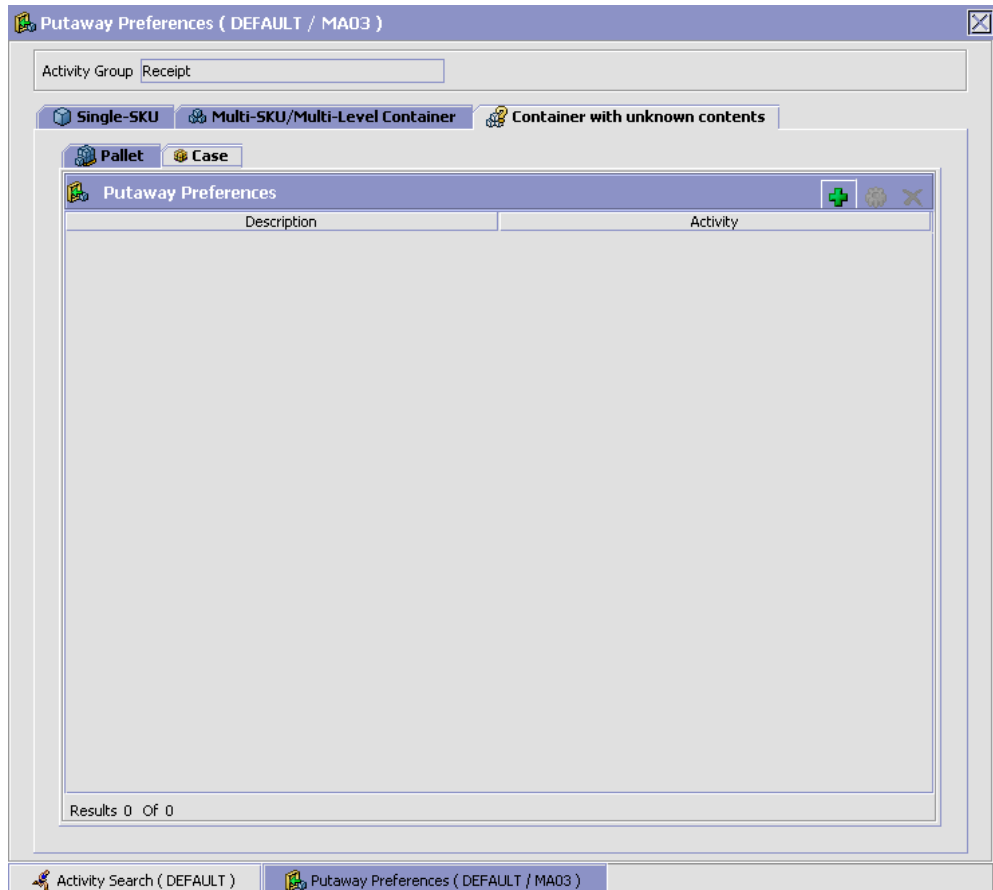 Putaway Preferences ( DEFAULT / MA03 )
Activity Group Receipt
Single-SKU Multi-SKU/Multi-Level Container Container with unknown contents
Pallet Case
Putaway Preferences
Description Activity
Results 0 Of 0
Activity Search ( DEFAULT ) Putaway Preferences ( DEFAULT / MA03 )